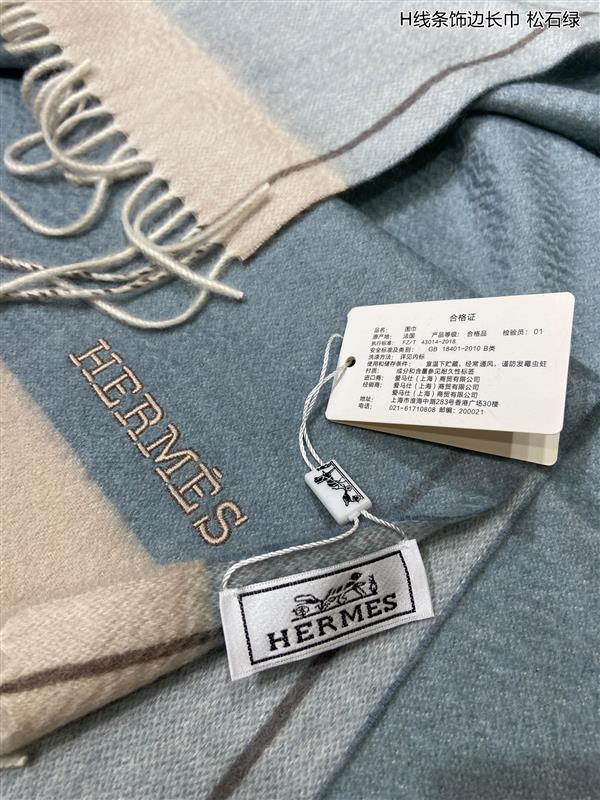 H线条饰边长巾 松石绿
合格证
品名: 围巾
原产地: 法国 产品等级: 合格品 检验员: 01
执行标准: FZ/T 43014-2018
安全标准及类别: GB 18401-2010 B类
洗涤方法: 详见内标
使用和储存条件: 室温下贮藏, 经常通风, 谨防发霉虫蛀
材质: 成分和含量参见耐久性标签
进口商: 爱马仕 (上海) 商贸有限公司
经销商: 爱马仕 (上海) 商贸有限公司
爱马仕 (上海) 商贸有限公司
地址: 上海市淮海中路283号香港广场30楼
电话: 021-61710808 邮编: 200021
HERMÈS
HERMES